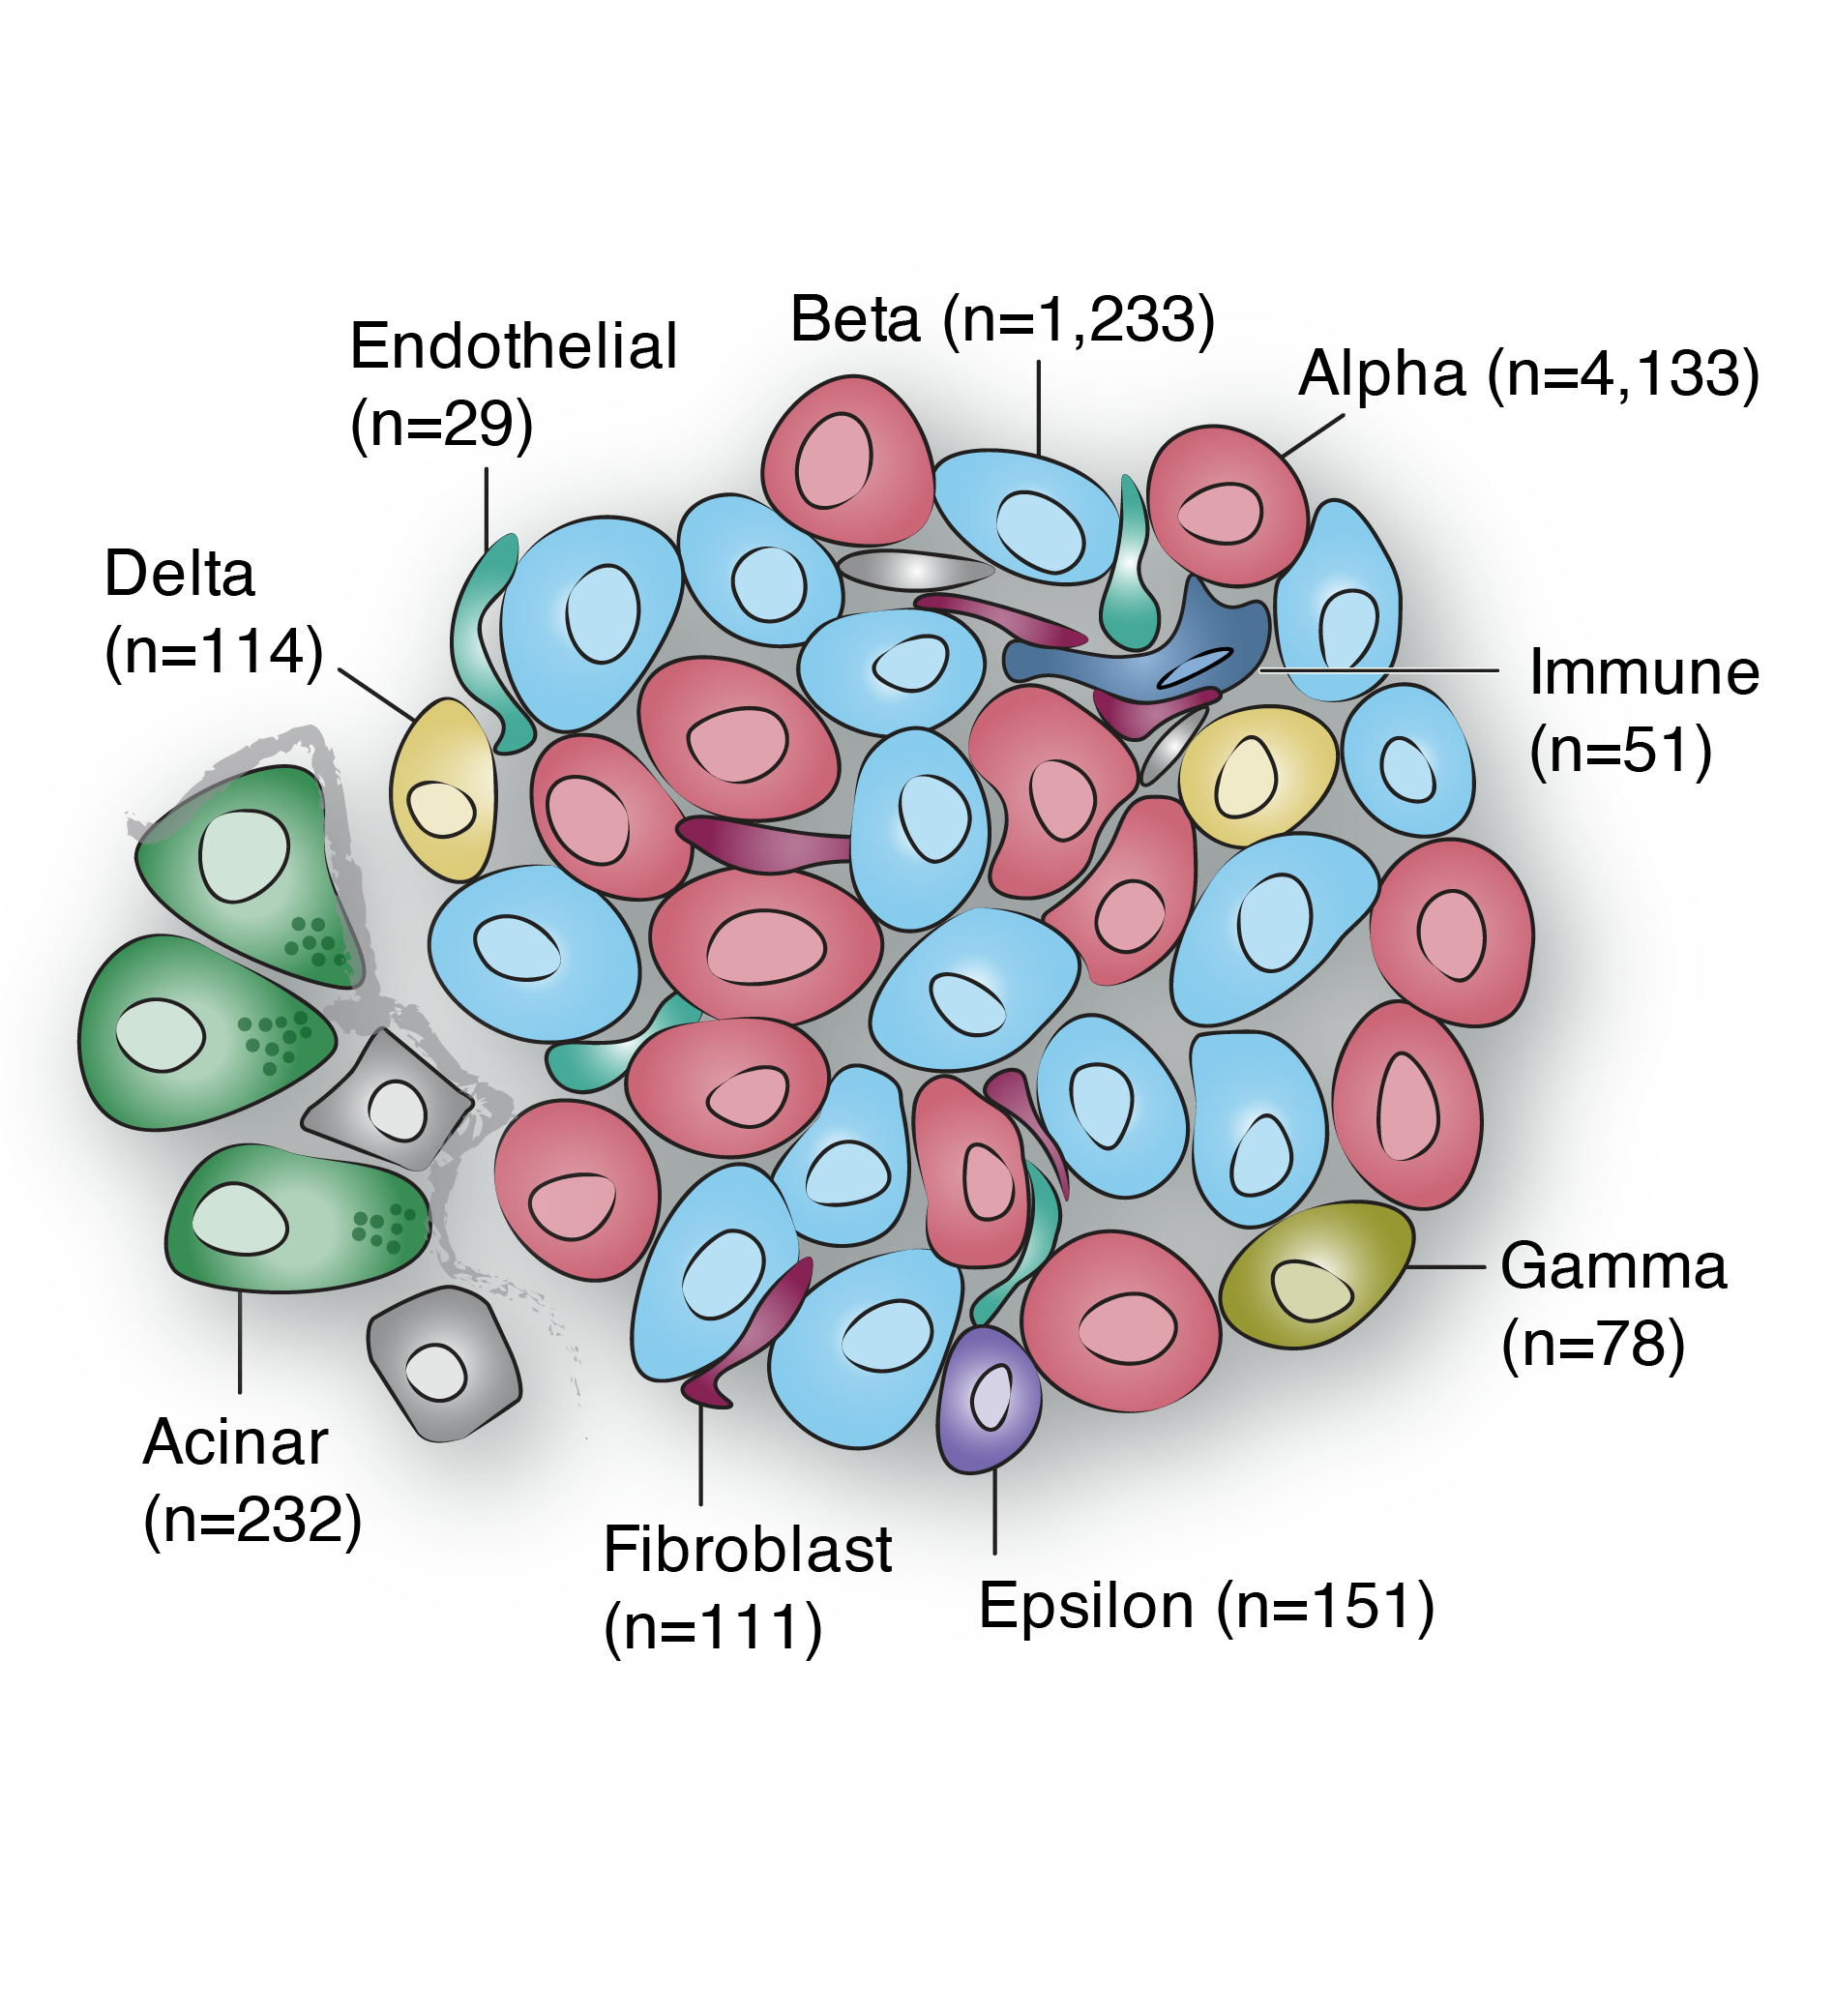 Beta (n=1,233)
Endothelial
(n=29)
Alpha (n=4,133)
Delta
(n=114)
Immune
(n=51)
Gamma
(n=78)
Acinar
(n=232)
Fibroblast
(n=111)
Epsilon (n=151)